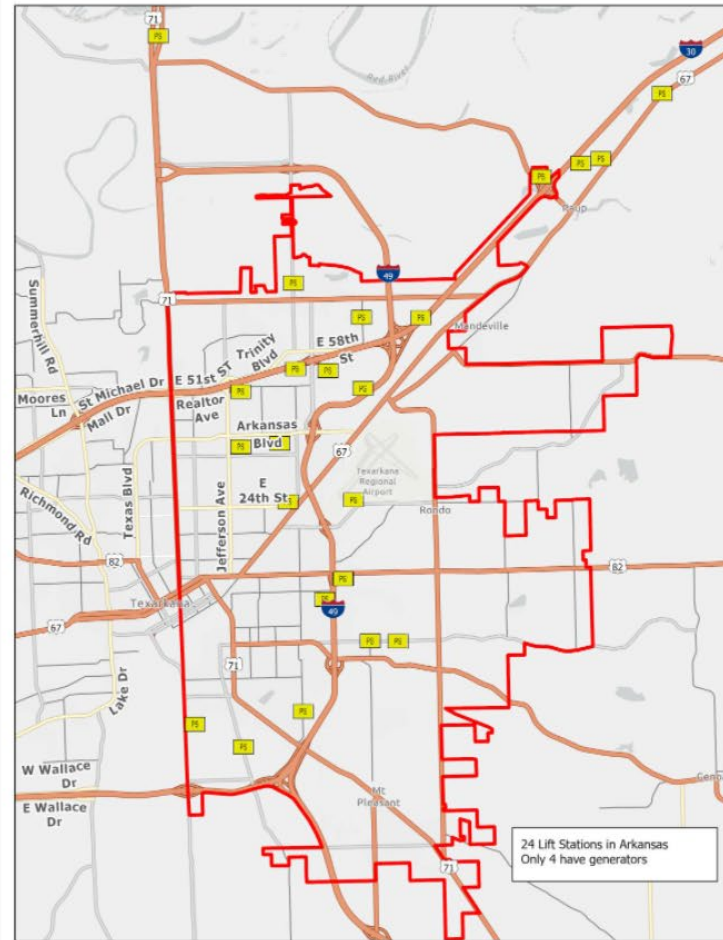 71
PS
Red River
30
67
PS
PS
PS
PS
Paup
49
PS
71
PS
PS
Mandeville
Summerhill Rd
Trinity
Blvd
E 58th
St
PS
PS
St Michael Dr
E 51st ST
Moores
Ln
Mall Dr
Realtor
Ave
PS
PS
Arkansas
Blvd
PS
PS
67
Texarkana
Regional
Airport
Richmond Rd
Texas Blvd
Jefferson Ave
E
24th St
PS
PS
Rondo
82
82
PS
PS
Texarkana
49
67
71
PS
PS
Lake Dr
PS
PS
PS
W Wallace
Dr
E Wallace
Dr
Mt
Pleasant
71
24 Lift Stations in Arkansas
Only 4 have generators